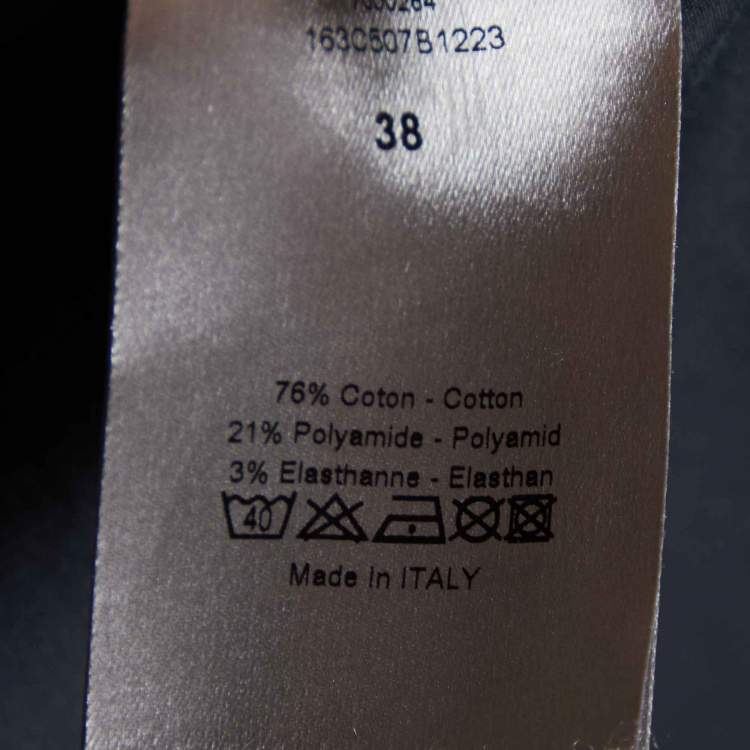 163C507B1223
38
76% Coton - Cotton
21% Polyamide - Polyamid
3% Elasthanne - Elasthan
40
Made in ITALY